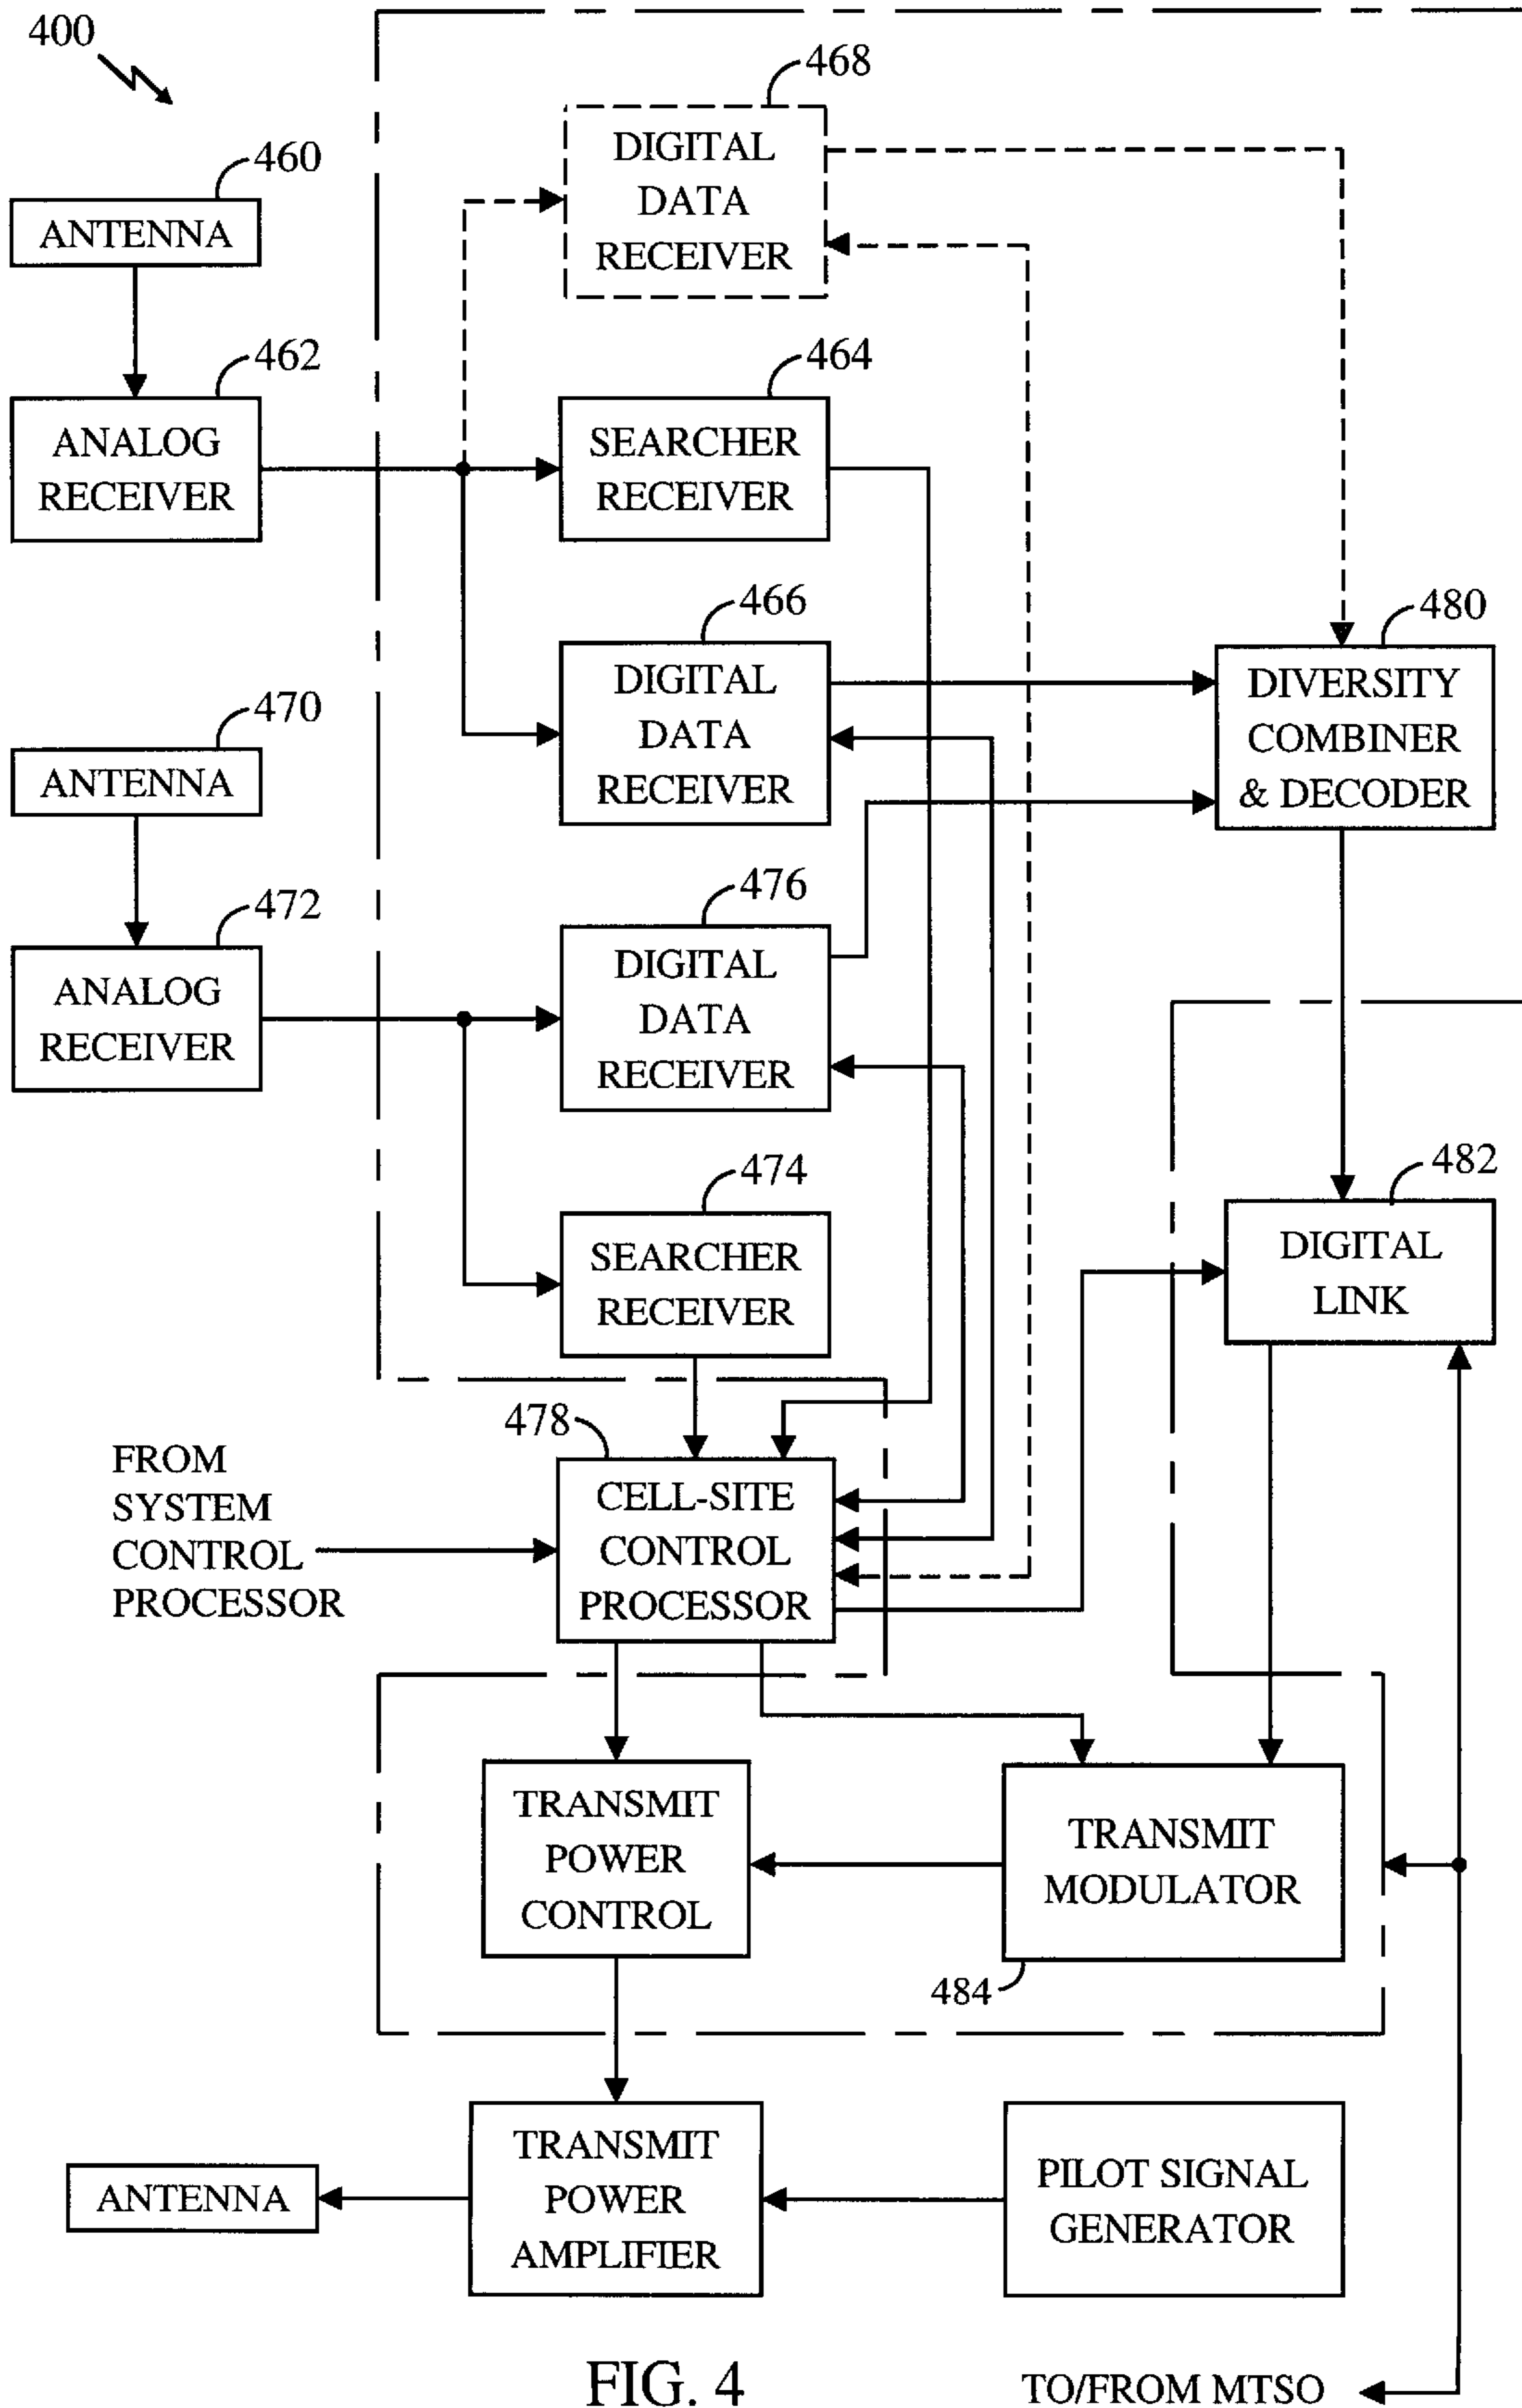 400
468
DIGITAL
DATA
RECEIVER
460
ANTENNA
462
ANALOG
RECEIVER
464
SEARCHER
RECEIVER
466
DIGITAL
DATA
RECEIVER
480
DIVERSITY
COMBINER
& DECODER
470
ANTENNA
472
ANALOG
RECEIVER
476
DIGITAL
DATA
RECEIVER
474
SEARCHER
RECEIVER
482
DIGITAL
LINK
478
CELL-SITE
CONTROL
PROCESSOR
FROM
SYSTEM
CONTROL
PROCESSOR
TRANSMIT
POWER
CONTROL
TRANSMIT
MODULATOR
484
TRANSMIT
POWER
AMPLIFIER
PILOT SIGNAL
GENERATOR
ANTENNA
FIG. 4
TO/FROM MTSO